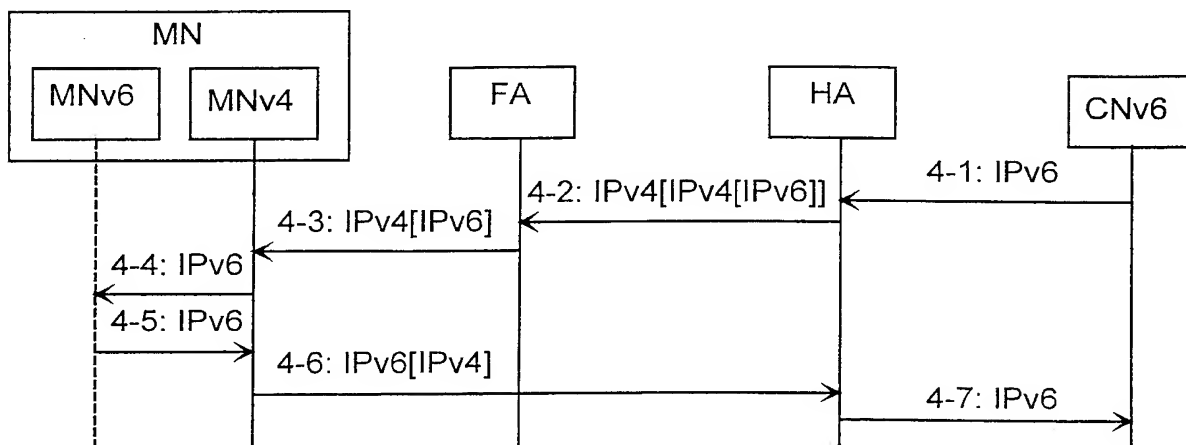 MN
MNv6
MNv4
FA
HA
CNv6
4-1: IPv6
4-2: IPv4[IPv4[IPv6]]
4-3: IPv4[IPv6]
4-4: IPv6
4-5: IPv6
4-6: IPv6[IPv4]
4-7: IPv6